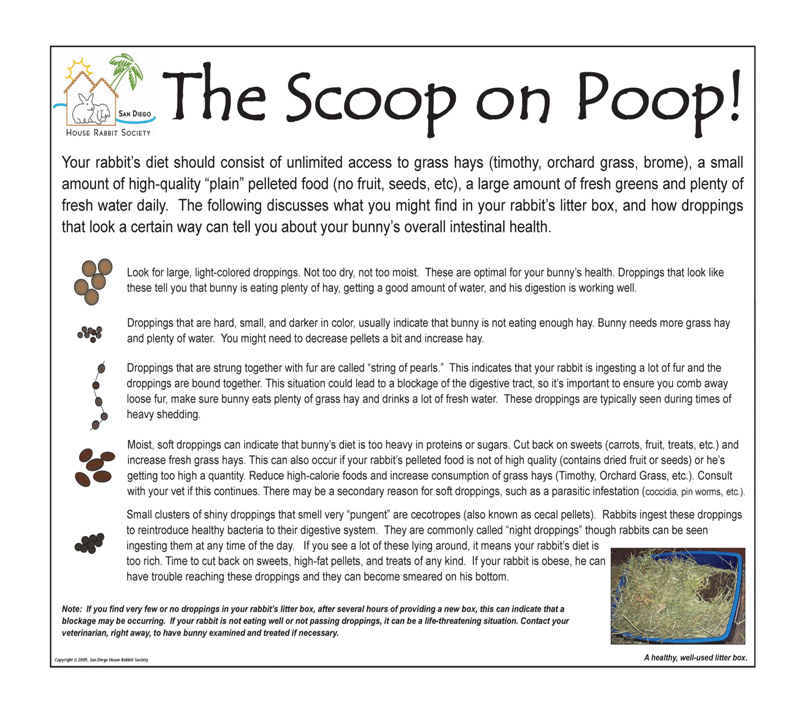 SAN DIEGO
HOUSE RABBIT SOCIETY
The Scoop on Poop!
Your rabbit's diet should consist of unlimited access to grass hays (timothy, orchard grass, brome), a small
amount of high-quality “plain” pelleted food (no fruit, seeds, etc), a large amount of fresh greens and plenty of
fresh water daily.  The following discusses what you might find in your rabbit's litter box, and how droppings
that look a certain way can tell you about your bunny's overall intestinal health.
Look for large, light-colored droppings. Not too dry, not too moist.  These are optimal for your bunny's health. Droppings that look like
these tell you that bunny is eating plenty of hay, getting a good amount of water, and his digestion is working well.
Droppings that are hard, small, and darker in color, usually indicate that bunny is not eating enough hay. Bunny needs more grass hay
and plenty of water.  You might need to decrease pellets a bit and increase hay.
Droppings that are strung together with fur are called “string of pearls.”  This indicates that your rabbit is ingesting a lot of fur and the
droppings are bound together. This situation could lead to a blockage of the digestive tract, so it's important to ensure you comb away
loose fur, make sure bunny eats plenty of grass hay and drinks a lot of fresh water.  These droppings are typically seen during times of
heavy shedding.
Moist, soft droppings can indicate that bunny's diet is too heavy in proteins or sugars. Cut back on sweets (carrots, fruit, treats, etc.) and
increase fresh grass hays. This can also occur if your rabbit's pelleted food is not of high quality (contains dried fruit or seeds) or he's
getting too high a quantity. Reduce high-calorie foods and increase consumption of grass hays (Timothy, Orchard Grass, etc.). Consult
with your vet if this continues. There may be a secondary reason for soft droppings, such as a parasitic infestation (coccidia, pin worms, etc.).
Small clusters of shiny droppings that smell very “pungent” are cecotropes (also known as cecal pellets).  Rabbits ingest these droppings
to reintroduce healthy bacteria to their digestive system.  They are commonly called “night droppings” though rabbits can be seen
ingesting them at any time of the day.   If you see a lot of these lying around, it means your rabbit's diet is
too rich. Time to cut back on sweets, high-fat pellets, and treats of any kind.  If your rabbit is obese, he can
have trouble reaching these droppings and they can become smeared on his bottom.
Note:  If you find very few or no droppings in your rabbit's litter box, after several hours of providing a new box, this can indicate that a
blockage may be occurring.  If your rabbit is not eating well or not passing droppings, it can be a life-threatening situation. Contact your
veterinarian, right away, to have bunny examined and treated if necessary.
Copyright © 2009, San Diego House Rabbit Society
A healthy, well-used litter box.